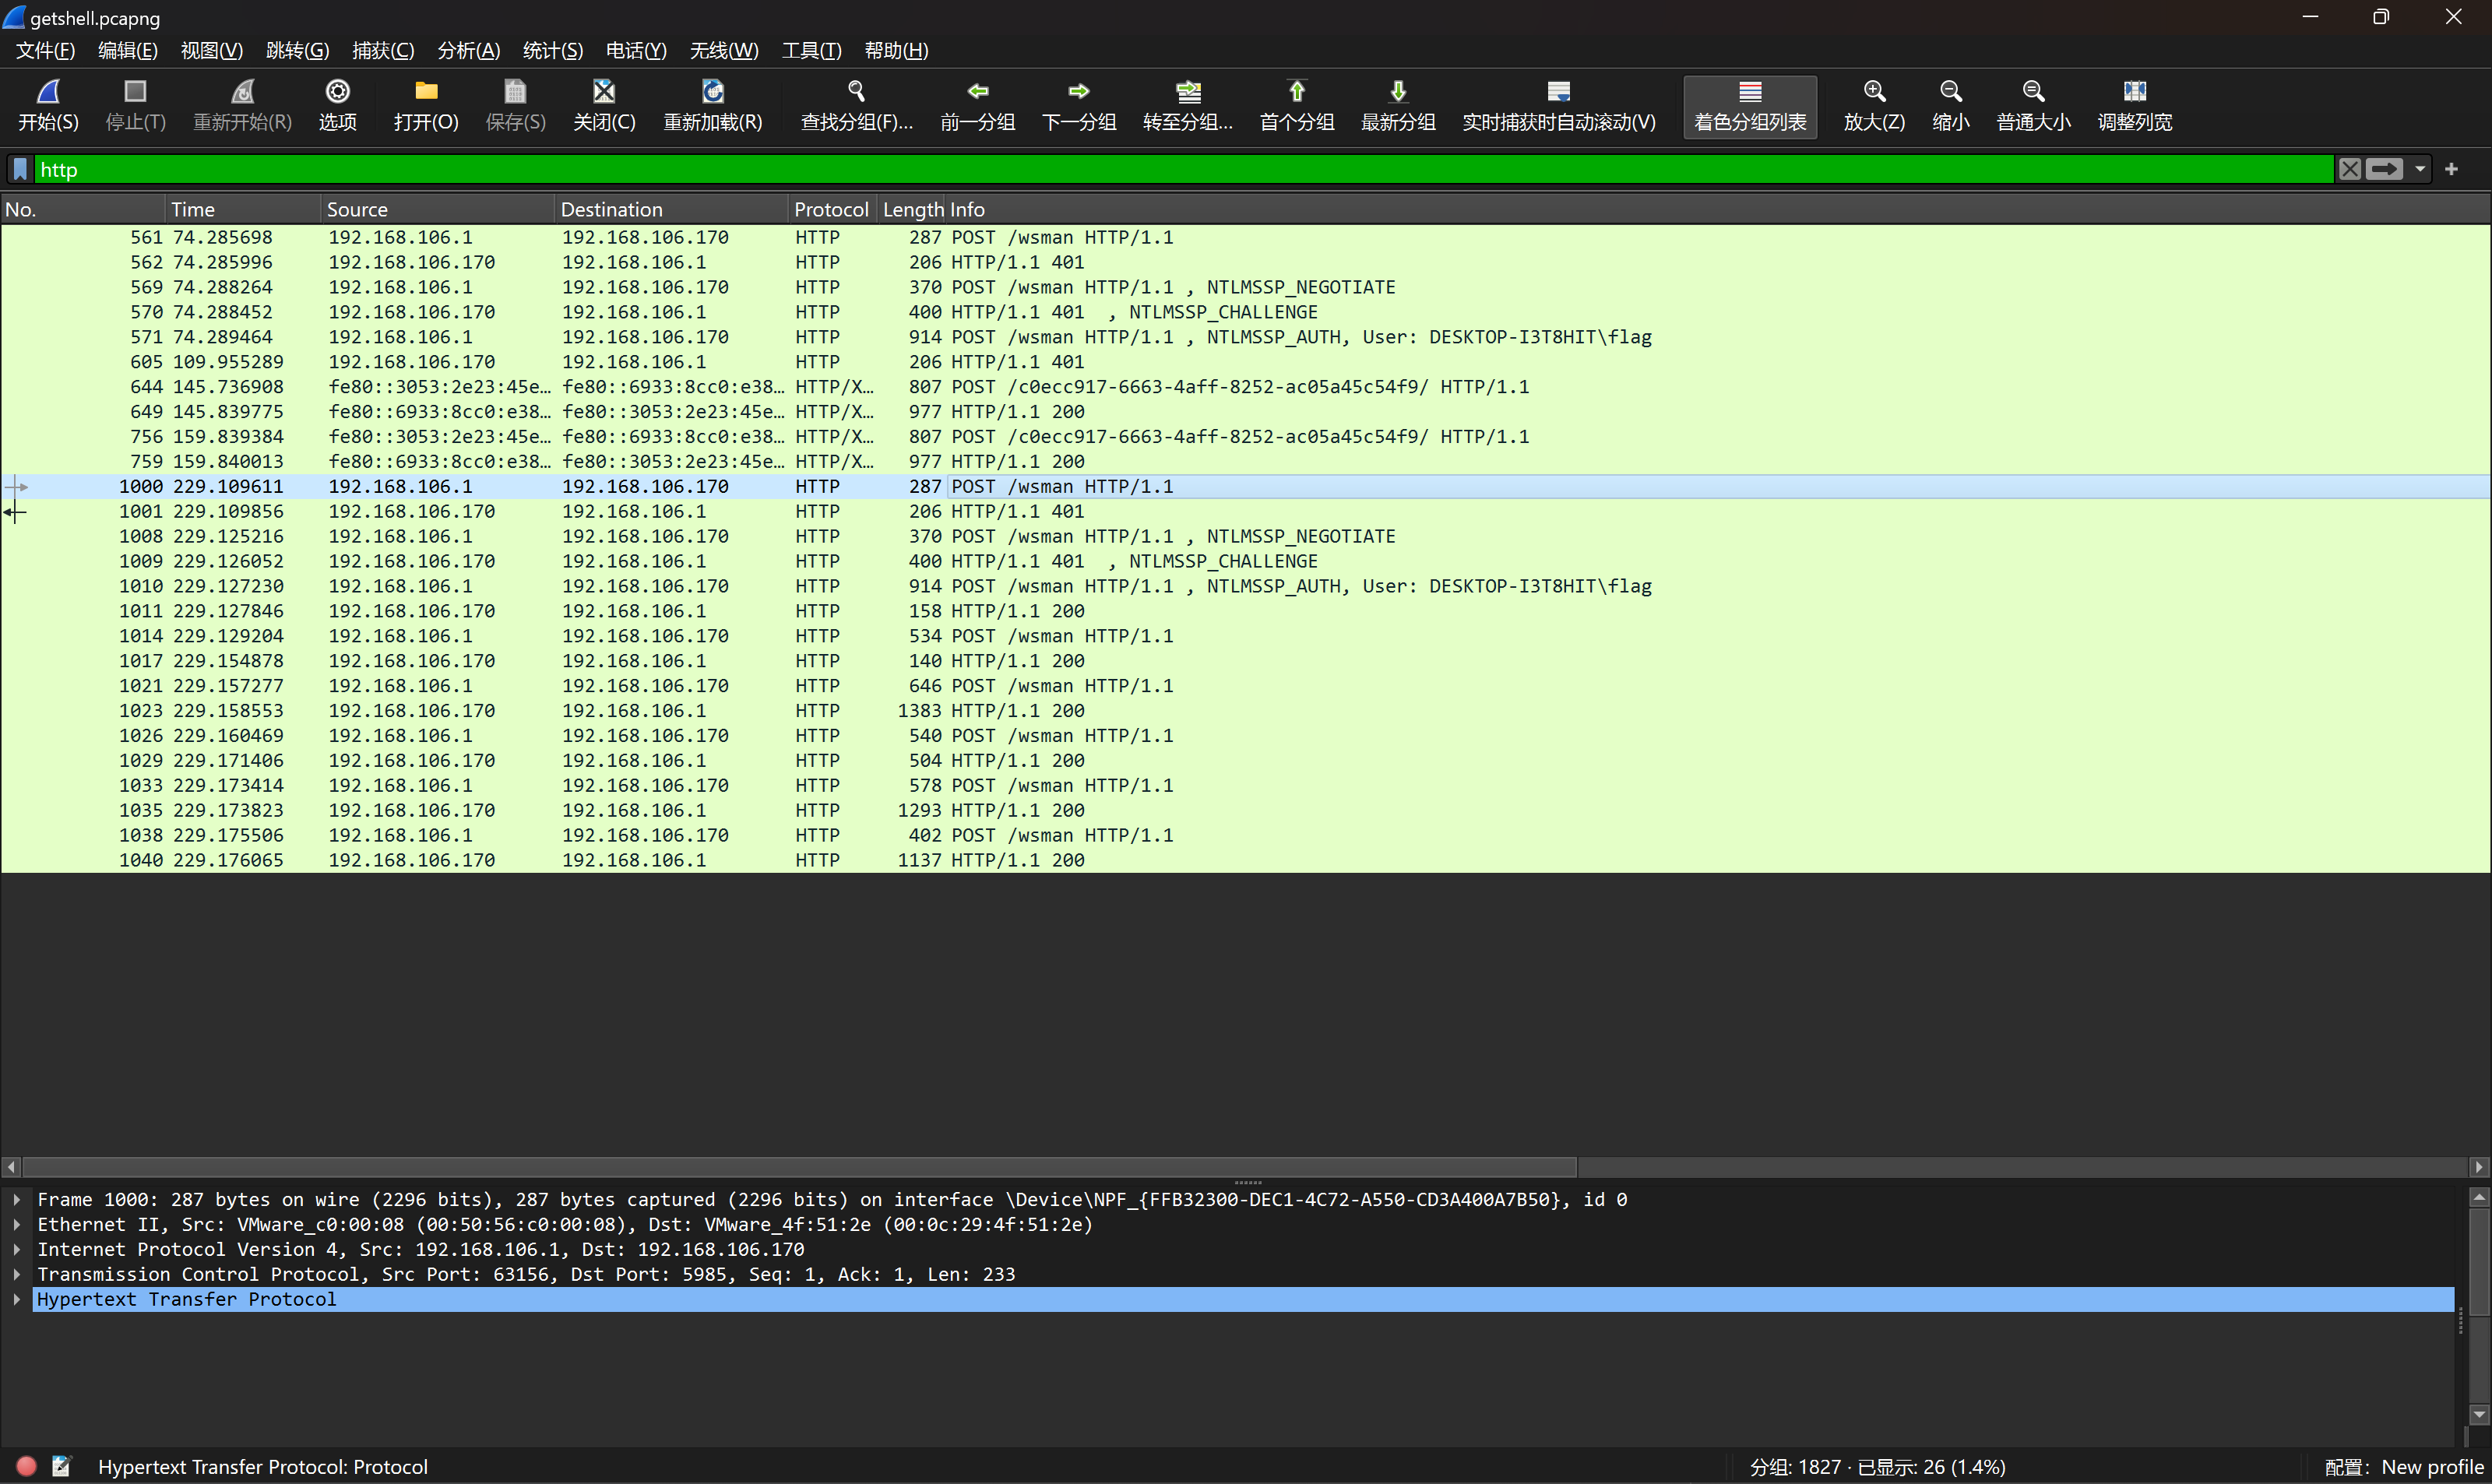 getshell.pcapng
文件(F) 编辑(E) 视图(V) 跳转(G) 捕获(C) 分析(A) 统计(S) 电话(Y) 无线(W) 工具(T) 帮助(H)
开始(S) 停止(T) 重新开始(R) 选项 打开(O) 保存(S) 关闭(C) 重新加载(R) 查找分组(F)... 前一分组 下一分组 转至分组... 首个分组 最新分组 实时捕获时自动滚动(V) 着色分组列表 放大(Z) 缩小 普通大小 调整列宽
http
No. Time Source Destination Protocol Length Info
561 74.285698 192.168.106.1 192.168.106.170 HTTP 287 POST /wsman HTTP/1.1
562 74.285996 192.168.106.170 192.168.106.1 HTTP 206 HTTP/1.1 401
569 74.288264 192.168.106.1 192.168.106.170 HTTP 370 POST /wsman HTTP/1.1 , NTLMSSP_NEGOTIATE
570 74.288452 192.168.106.170 192.168.106.1 HTTP 400 HTTP/1.1 401 , NTLMSSP_CHALLENGE
571 74.289464 192.168.106.1 192.168.106.170 HTTP 914 POST /wsman HTTP/1.1 , NTLMSSP_AUTH, User: DESKTOP-I3T8HIT\flag
605 109.955289 192.168.106.170 192.168.106.1 HTTP 206 HTTP/1.1 401
644 145.736908 fe80::3053:2e23:45e… fe80::6933:8cc0:e38… HTTP/X… 807 POST /c0ecc917-6663-4aff-8252-ac05a45c54f9/ HTTP/1.1
649 145.839775 fe80::6933:8cc0:e38… fe80::3053:2e23:45e… HTTP/X… 977 HTTP/1.1 200
756 159.839384 fe80::3053:2e23:45e… fe80::6933:8cc0:e38… HTTP/X… 807 POST /c0ecc917-6663-4aff-8252-ac05a45c54f9/ HTTP/1.1
759 159.840013 fe80::6933:8cc0:e38… fe80::3053:2e23:45e… HTTP/X… 977 HTTP/1.1 200
1000 229.109611 192.168.106.1 192.168.106.170 HTTP 287 POST /wsman HTTP/1.1
1001 229.109856 192.168.106.170 192.168.106.1 HTTP 206 HTTP/1.1 401
1008 229.125216 192.168.106.1 192.168.106.170 HTTP 370 POST /wsman HTTP/1.1 , NTLMSSP_NEGOTIATE
1009 229.126052 192.168.106.170 192.168.106.1 HTTP 400 HTTP/1.1 401 , NTLMSSP_CHALLENGE
1010 229.127230 192.168.106.1 192.168.106.170 HTTP 914 POST /wsman HTTP/1.1 , NTLMSSP_AUTH, User: DESKTOP-I3T8HIT\flag
1011 229.127846 192.168.106.170 192.168.106.1 HTTP 158 HTTP/1.1 200
1014 229.129204 192.168.106.1 192.168.106.170 HTTP 534 POST /wsman HTTP/1.1
1017 229.154878 192.168.106.170 192.168.106.1 HTTP 140 HTTP/1.1 200
1021 229.157277 192.168.106.1 192.168.106.170 HTTP 646 POST /wsman HTTP/1.1
1023 229.158553 192.168.106.170 192.168.106.1 HTTP 1383 HTTP/1.1 200
1026 229.160469 192.168.106.1 192.168.106.170 HTTP 540 POST /wsman HTTP/1.1
1029 229.171406 192.168.106.170 192.168.106.1 HTTP 504 HTTP/1.1 200
1033 229.173414 192.168.106.1 192.168.106.170 HTTP 578 POST /wsman HTTP/1.1
1035 229.173823 192.168.106.170 192.168.106.1 HTTP 1293 HTTP/1.1 200
1038 229.175506 192.168.106.1 192.168.106.170 HTTP 402 POST /wsman HTTP/1.1
1040 229.176065 192.168.106.170 192.168.106.1 HTTP 1137 HTTP/1.1 200
Frame 1000: 287 bytes on wire (2296 bits), 287 bytes captured (2296 bits) on interface \Device\NPF_{FFB32300-DEC1-4C72-A550-CD3A400A7B50}, id 0
Ethernet II, Src: VMware_c0:00:08 (00:50:56:c0:00:08), Dst: VMware_4f:51:2e (00:0c:29:4f:51:2e)
Internet Protocol Version 4, Src: 192.168.106.1, Dst: 192.168.106.170
Transmission Control Protocol, Src Port: 63156, Dst Port: 5985, Seq: 1, Ack: 1, Len: 233
Hypertext Transfer Protocol
Hypertext Transfer Protocol: Protocol 分组: 1827 · 已显示: 26 (1.4%) 配置: New profile